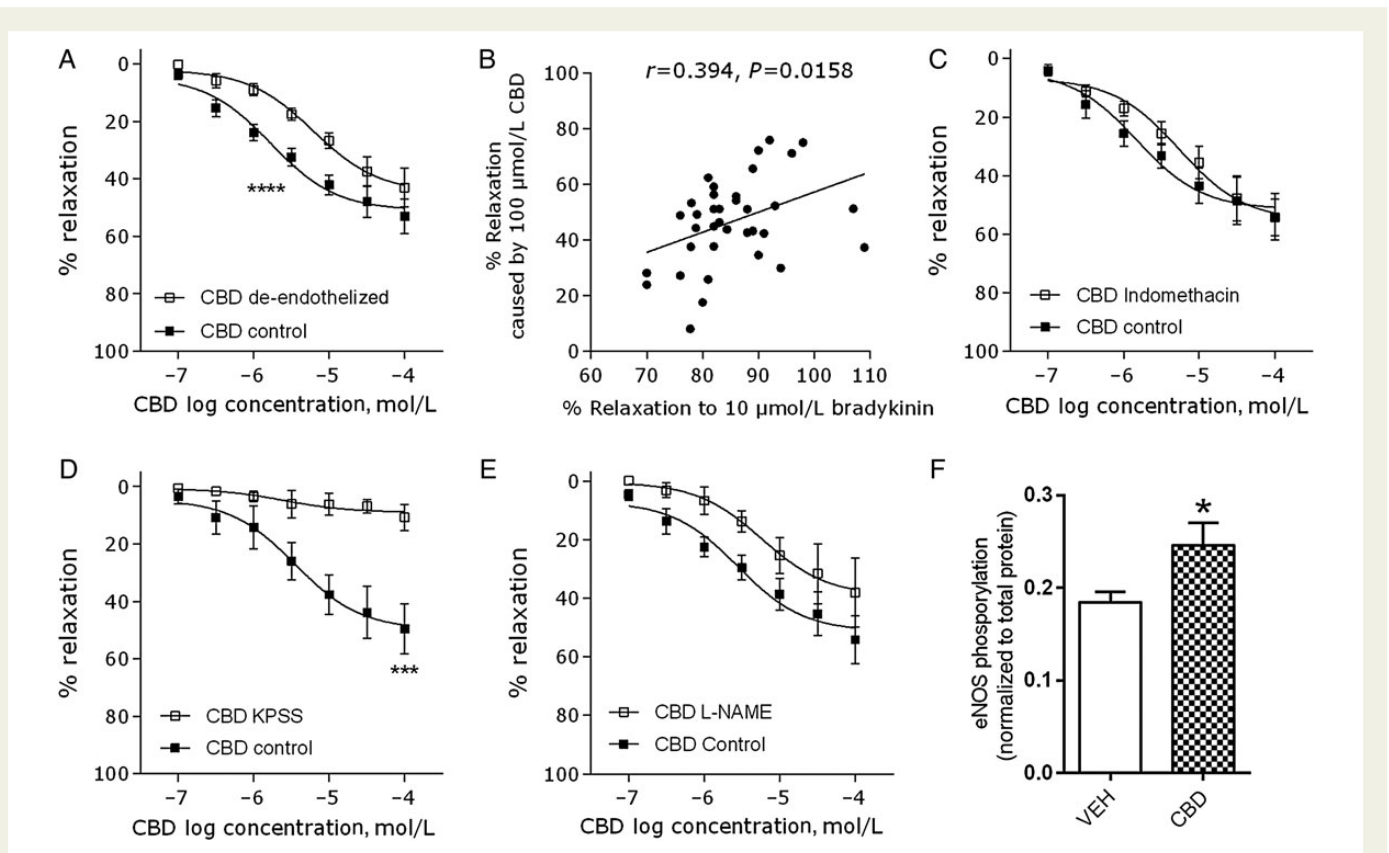 A
0
20
40
60
80
100
% relaxation
****
CBD de-endothelized
CBD control
−7 −6 −5 −4
CBD log concentration, mol/L
B
r=0.394, P=0.0158
100
80
60
40
20
0
% Relaxation
caused by 100 µmol/L CBD
60 70 80 90 100 110
% Relaxation to 10 µmol/L bradykinin
C
0
20
40
60
80
100
% relaxation
CBD Indomethacin
CBD control
−7 −6 −5 −4
CBD log concentration, mol/L
D
0
20
40
60
80
100
% relaxation
***
CBD KPSS
CBD control
−7 −6 −5 −4
CBD log concentration, mol/L
E
0
20
40
60
80
100
% relaxation
CBD L-NAME
CBD Control
−7 −6 −5 −4
CBD log concentration, mol/L
F
0.3
0.2
0.1
0.0
eNOS phosporylation
(normalized to total protein)
*
VEH
CBD